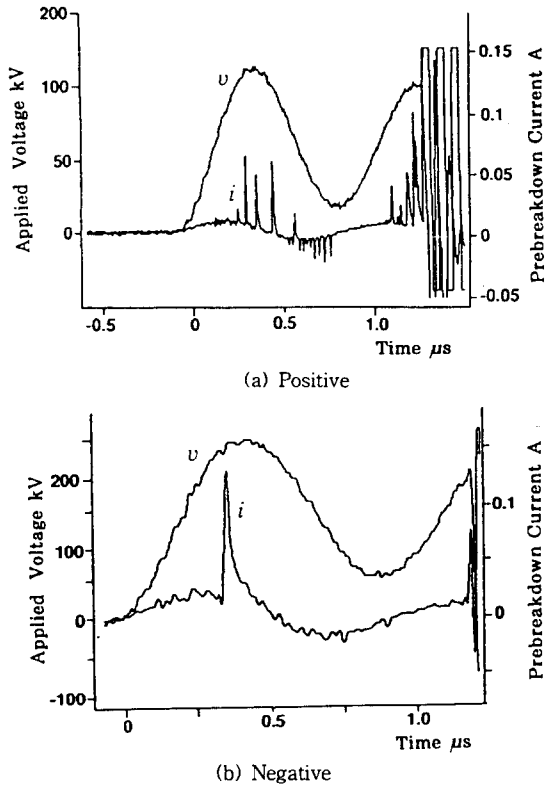 200
100
50
0
Applied Voltage kV
v
i
0.15
0.1
0.05
0
-0.05
Prebreakdown Current A
-0.5
0
0.5
1.0
Time μs
(a) Positive
200
100
0
-100
Applied Voltage kV
v
i
0.1
0
Prebreakdown Current A
0
0.5
1.0
Time μs
(b) Negative